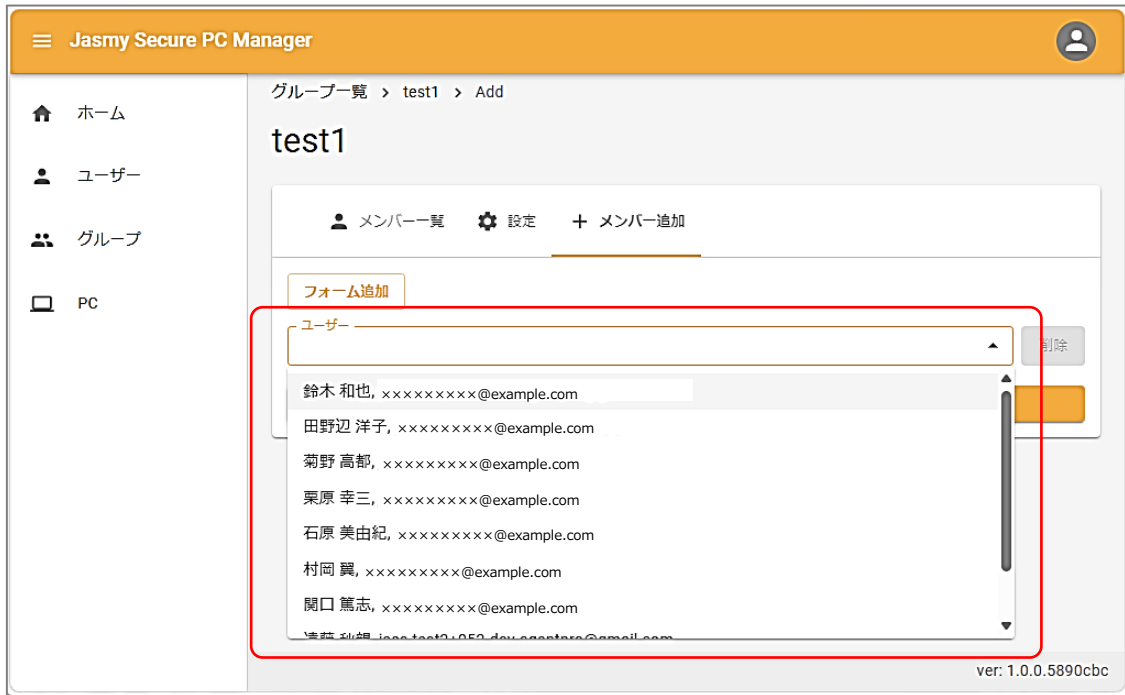 Jasmy Secure PC Manager
ホーム
ユーザー
グループ
PC
グループ一覧 › test1 › Add
test1
メンバー一覧 設定 + メンバー追加
フォーム追加
ユーザー
削除
鈴木 和也, ×××××××××@example.com
田野辺 洋子, ×××××××××@example.com
菊野 高都, ×××××××××@example.com
栗原 幸三, ×××××××××@example.com
石原 美由紀, ×××××××××@example.com
村岡 翼, ×××××××××@example.com
関口 篤志, ×××××××××@example.com
ver: 1.0.0.5890cbc